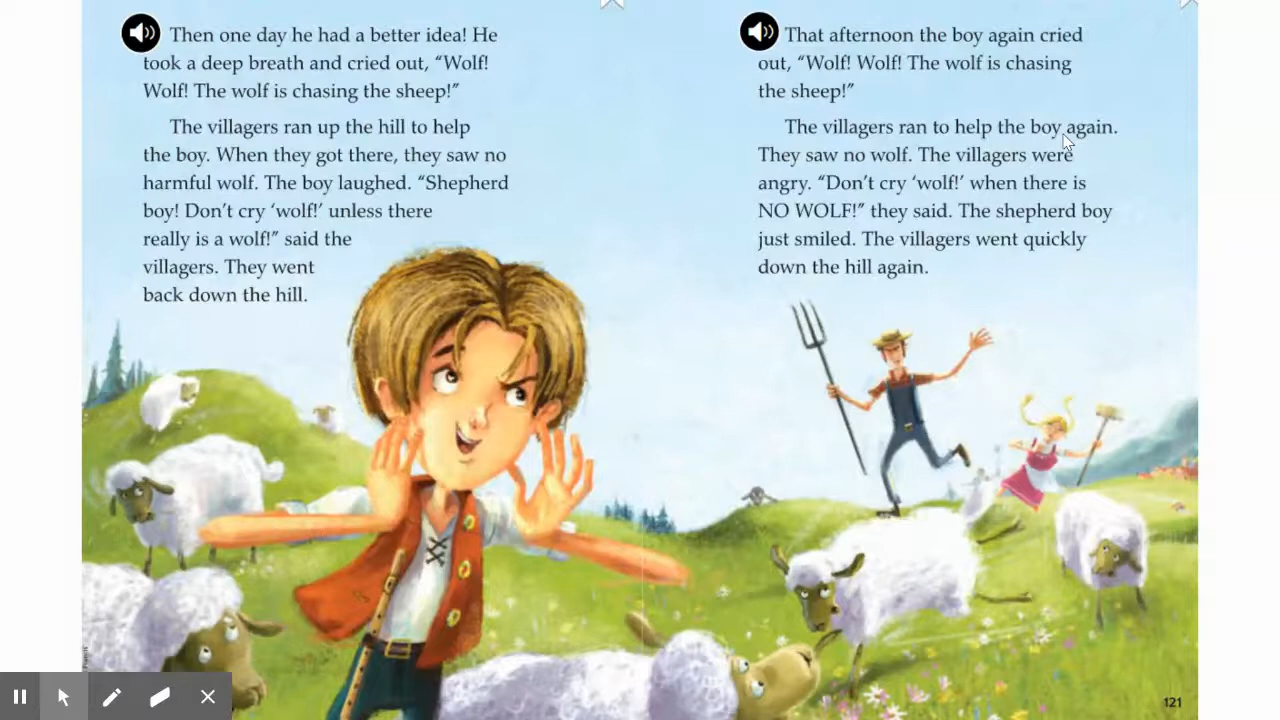 Then one day he had a better idea! He
took a deep breath and cried out, “Wolf!
Wolf! The wolf is chasing the sheep!”
The villagers ran up the hill to help
the boy. When they got there, they saw no
harmful wolf. The boy laughed. “Shepherd
boy! Don’t cry ‘wolf!’ unless there
really is a wolf!” said the
villagers. They went
back down the hill.
That afternoon the boy again cried
out, “Wolf! Wolf! The wolf is chasing
the sheep!”
The villagers ran to help the boy again.
They saw no wolf. The villagers were
angry. “Don’t cry ‘wolf!’ when there is
NO WOLF!” they said. The shepherd boy
just smiled. The villagers went quickly
down the hill again.
121